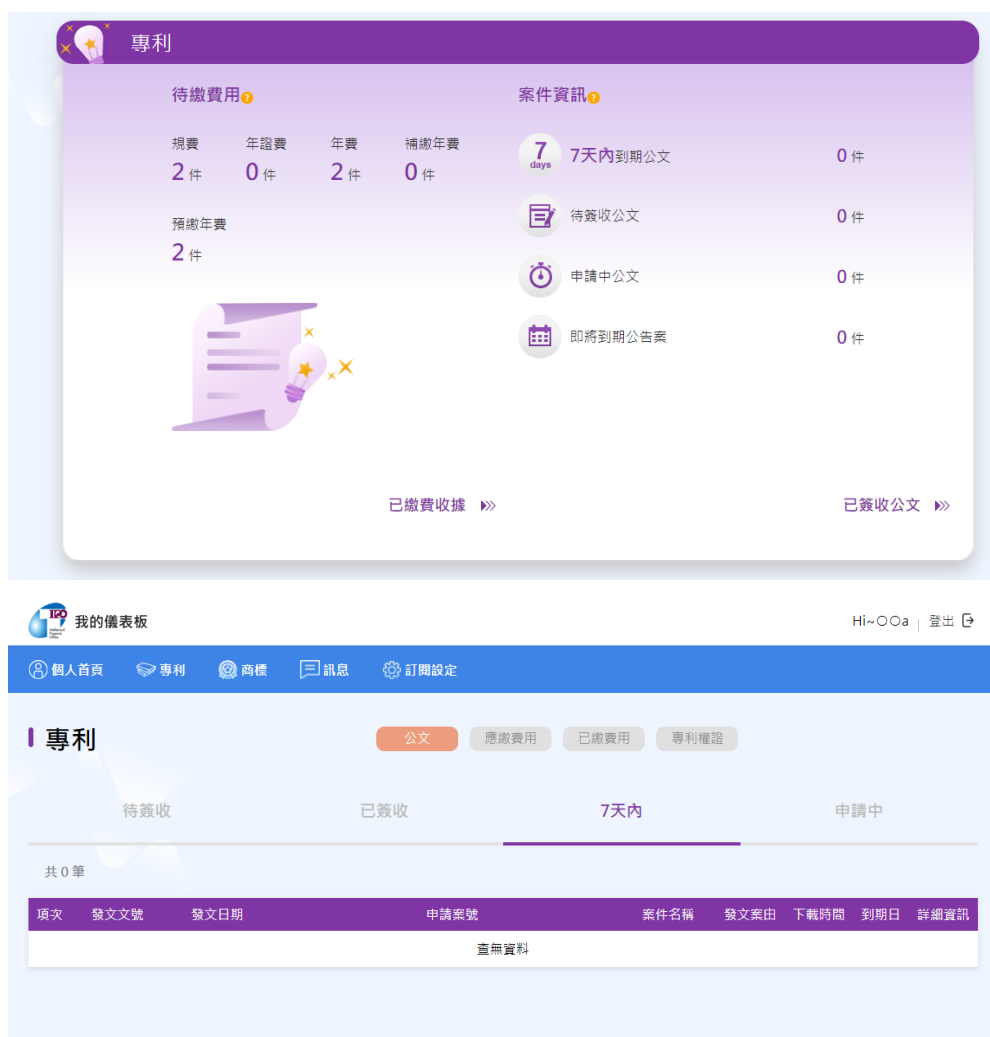 專利
待繳費用?
案件資訊?
規費 年證費 年費 補繳年費
2 件 0 件 2 件 0 件
預繳年費
2 件
7 days 7天內到期公文 0 件
待簽收公文 0 件
申請中公文 0 件
即將到期公告案 0 件
已繳費收據
已簽收公文
TIPO 我的儀表板 Hi~〇〇a | 登出
個人首頁 專利 商標 訊息 訂閱設定
專利 公文 應繳費用 已繳費用 專利權證
待簽收 已簽收 7天內 申請中
共 0 筆
項次 發文文號 發文日期 申請案號 案件名稱 發文案由 下載時間 到期日 詳細資訊
查無資料